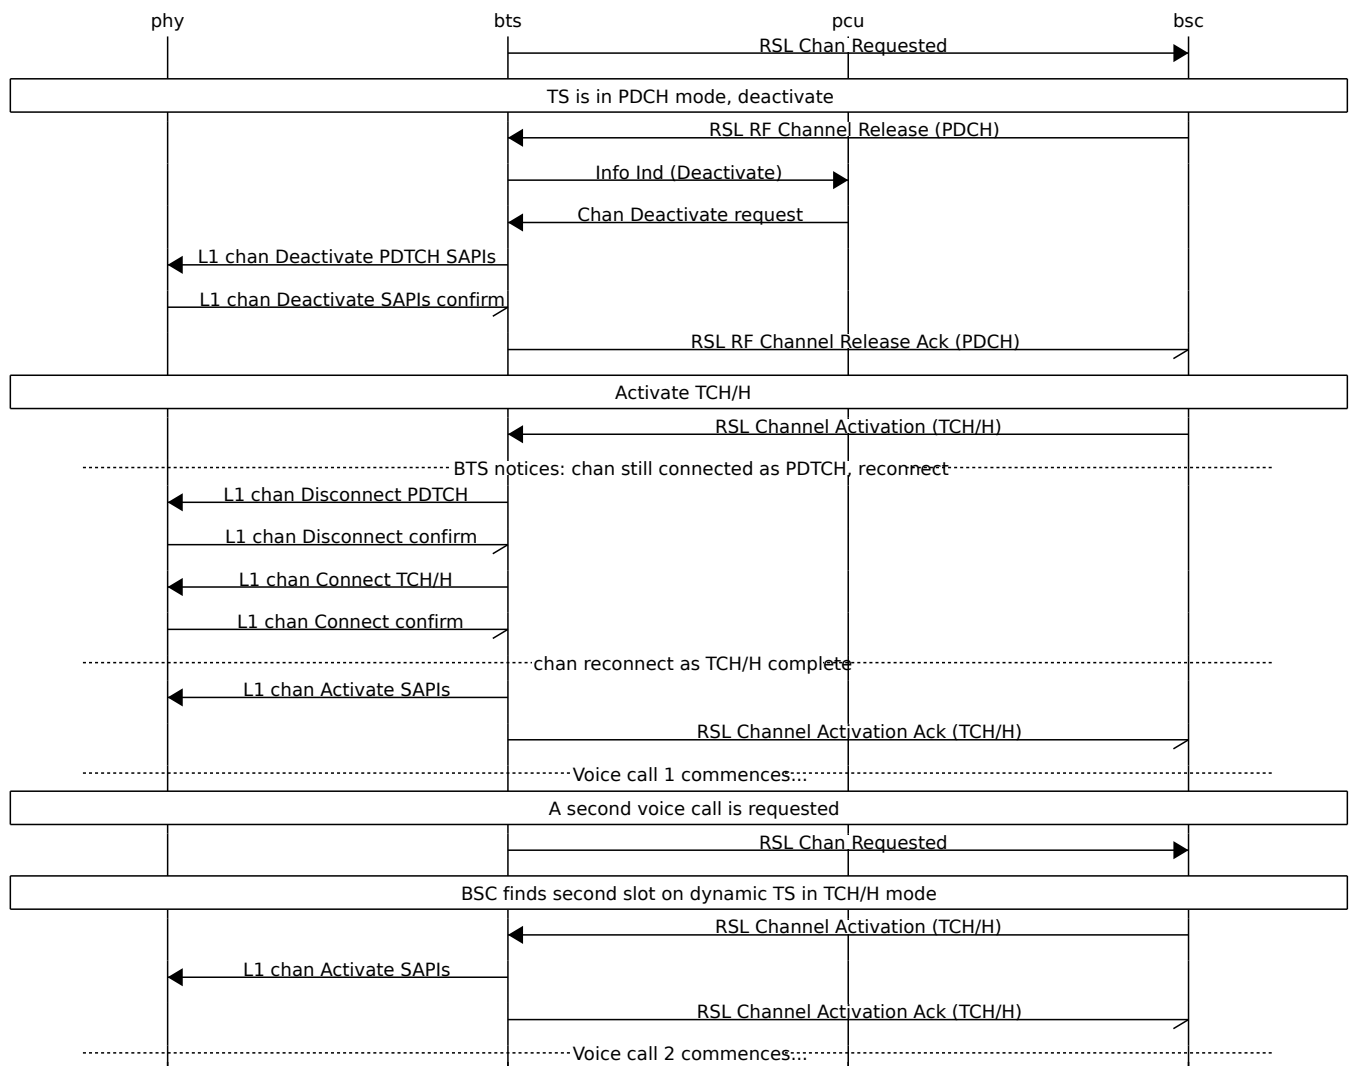 phy bts pcu bsc
RSL Chan Requested
TS is in PDCH mode, deactivate
RSL RF Channel Release (PDCH)
Info Ind (Deactivate)
Chan Deactivate request
L1 chan Deactivate PDTCH SAPIs
L1 chan Deactivate SAPIs confirm
RSL RF Channel Release Ack (PDCH)
Activate TCH/H
RSL Channel Activation (TCH/H)
BTS notices: chan still connected as PDTCH, reconnect
L1 chan Disconnect PDTCH
L1 chan Disconnect confirm
L1 chan Connect TCH/H
L1 chan Connect confirm
chan reconnect as TCH/H complete
L1 chan Activate SAPIs
RSL Channel Activation Ack (TCH/H)
Voice call 1 commences...
A second voice call is requested
RSL Chan Requested
BSC finds second slot on dynamic TS in TCH/H mode
RSL Channel Activation (TCH/H)
L1 chan Activate SAPIs
RSL Channel Activation Ack (TCH/H)
Voice call 2 commences...